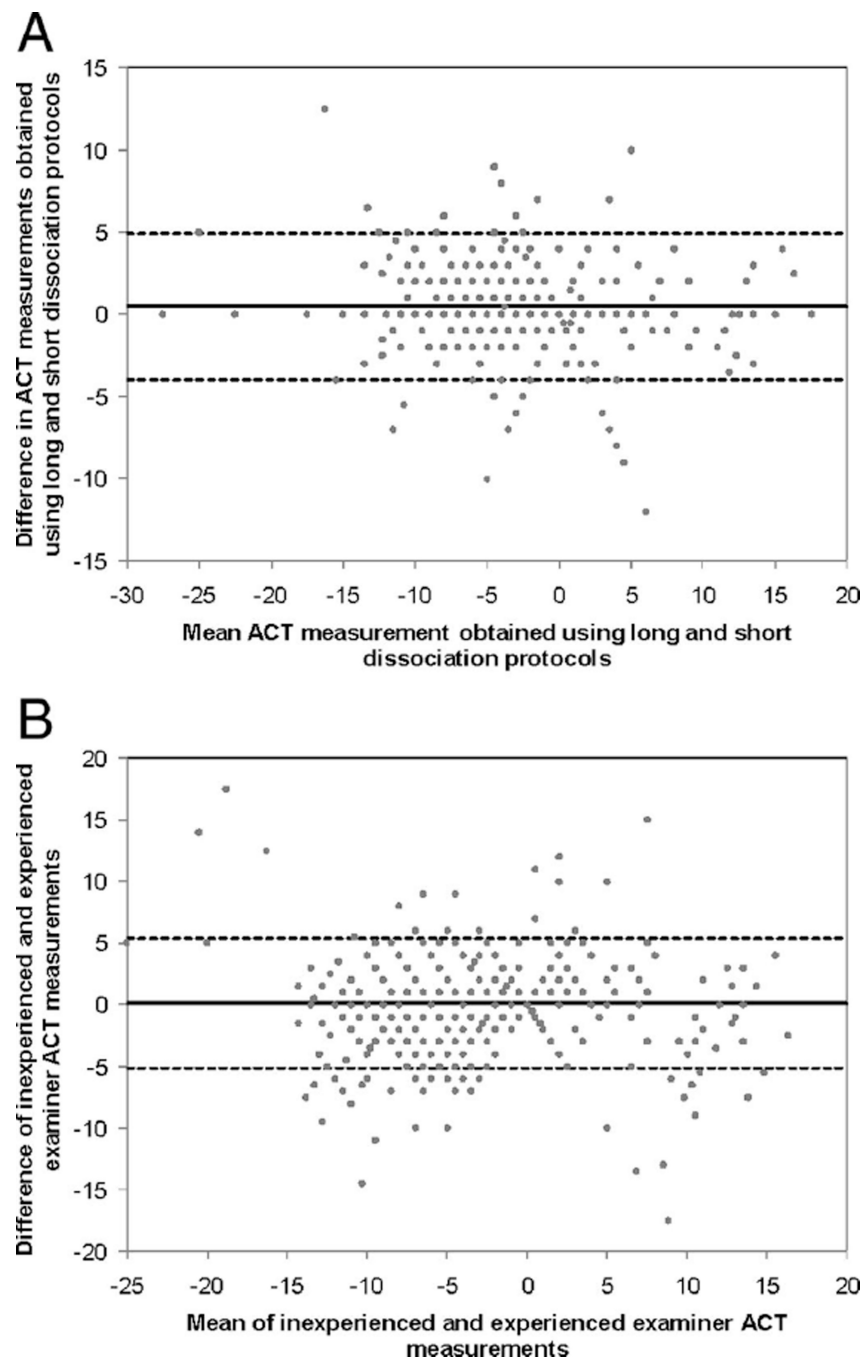 A
Difference in ACT measurements obtained
using long and short dissociation protocols
15
10
5
0
-5
-10
-15
-30 -25 -20 -15 -10 -5 0 5 10 15 20
Mean ACT measurement obtained using long and short
dissociation protocols
B
Difference of inexperienced and experienced
examiner ACT measurements
20
15
10
5
0
-5
-10
-15
-20
-25 -20 -15 -10 -5 0 5 10 15 20
Mean of inexperienced and experienced examiner ACT
measurements